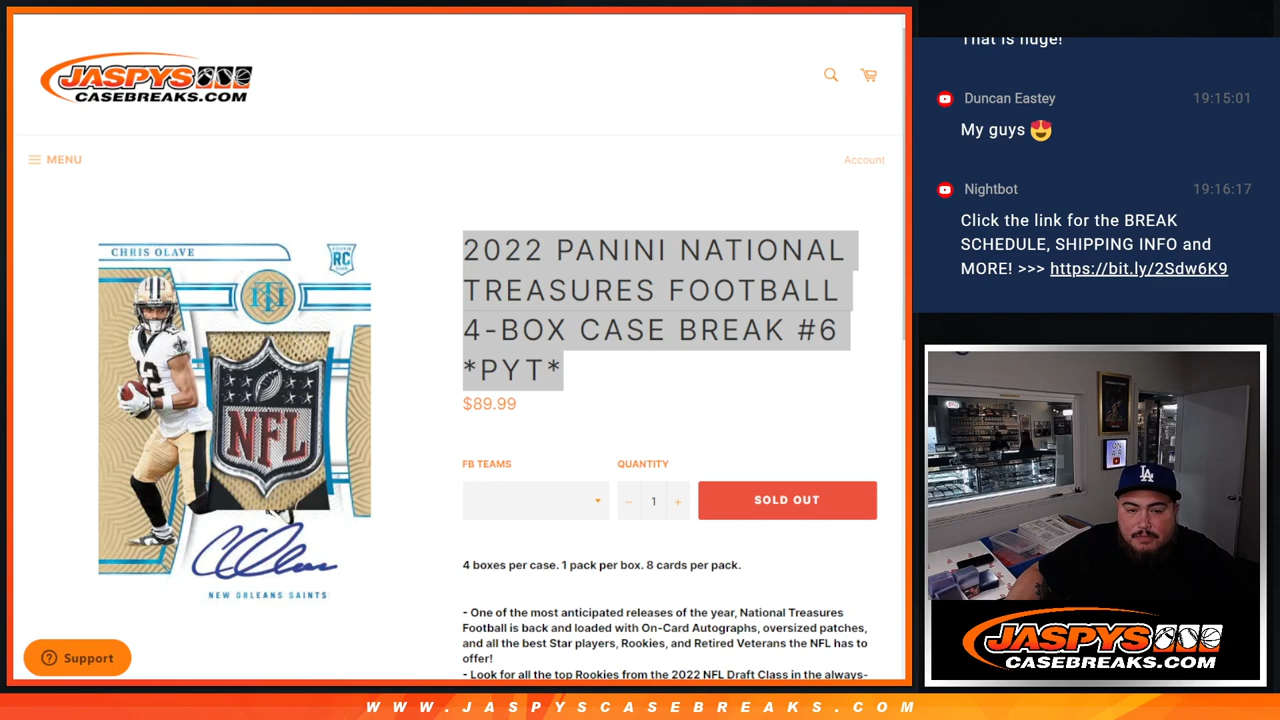 JASPYS
CASEBREAKS.COM
MENU
Account
CHRIS OLAVE
RC
NFL
NEW ORLEANS SAINTS
2022 PANINI NATIONAL
TREASURES FOOTBALL
4-BOX CASE BREAK #6
*PYT*
$89.99
FB TEAMS
QUANTITY
− 1 +
SOLD OUT
4 boxes per case. 1 pack per box. 8 cards per pack.
- One of the most anticipated releases of the year, National Treasures
Football is back and loaded with On-Card Autographs, oversized patches,
and all the best Star players, Rookies, and Retired Veterans the NFL has to
offer!
- Look for all the top Rookies from the 2022 NFL Draft Class in the always-
Support
That is huge!
Duncan Eastey 19:15:01
My guys 😍
Nightbot 19:16:17
Click the link for the BREAK
SCHEDULE, SHIPPING INFO and
MORE! >>> https://bit.ly/2Sdw6K9
ON
AIR
LA
JASPYS
CASEBREAKS.COM
WWW.JASPYSCASEBREAKS.COM